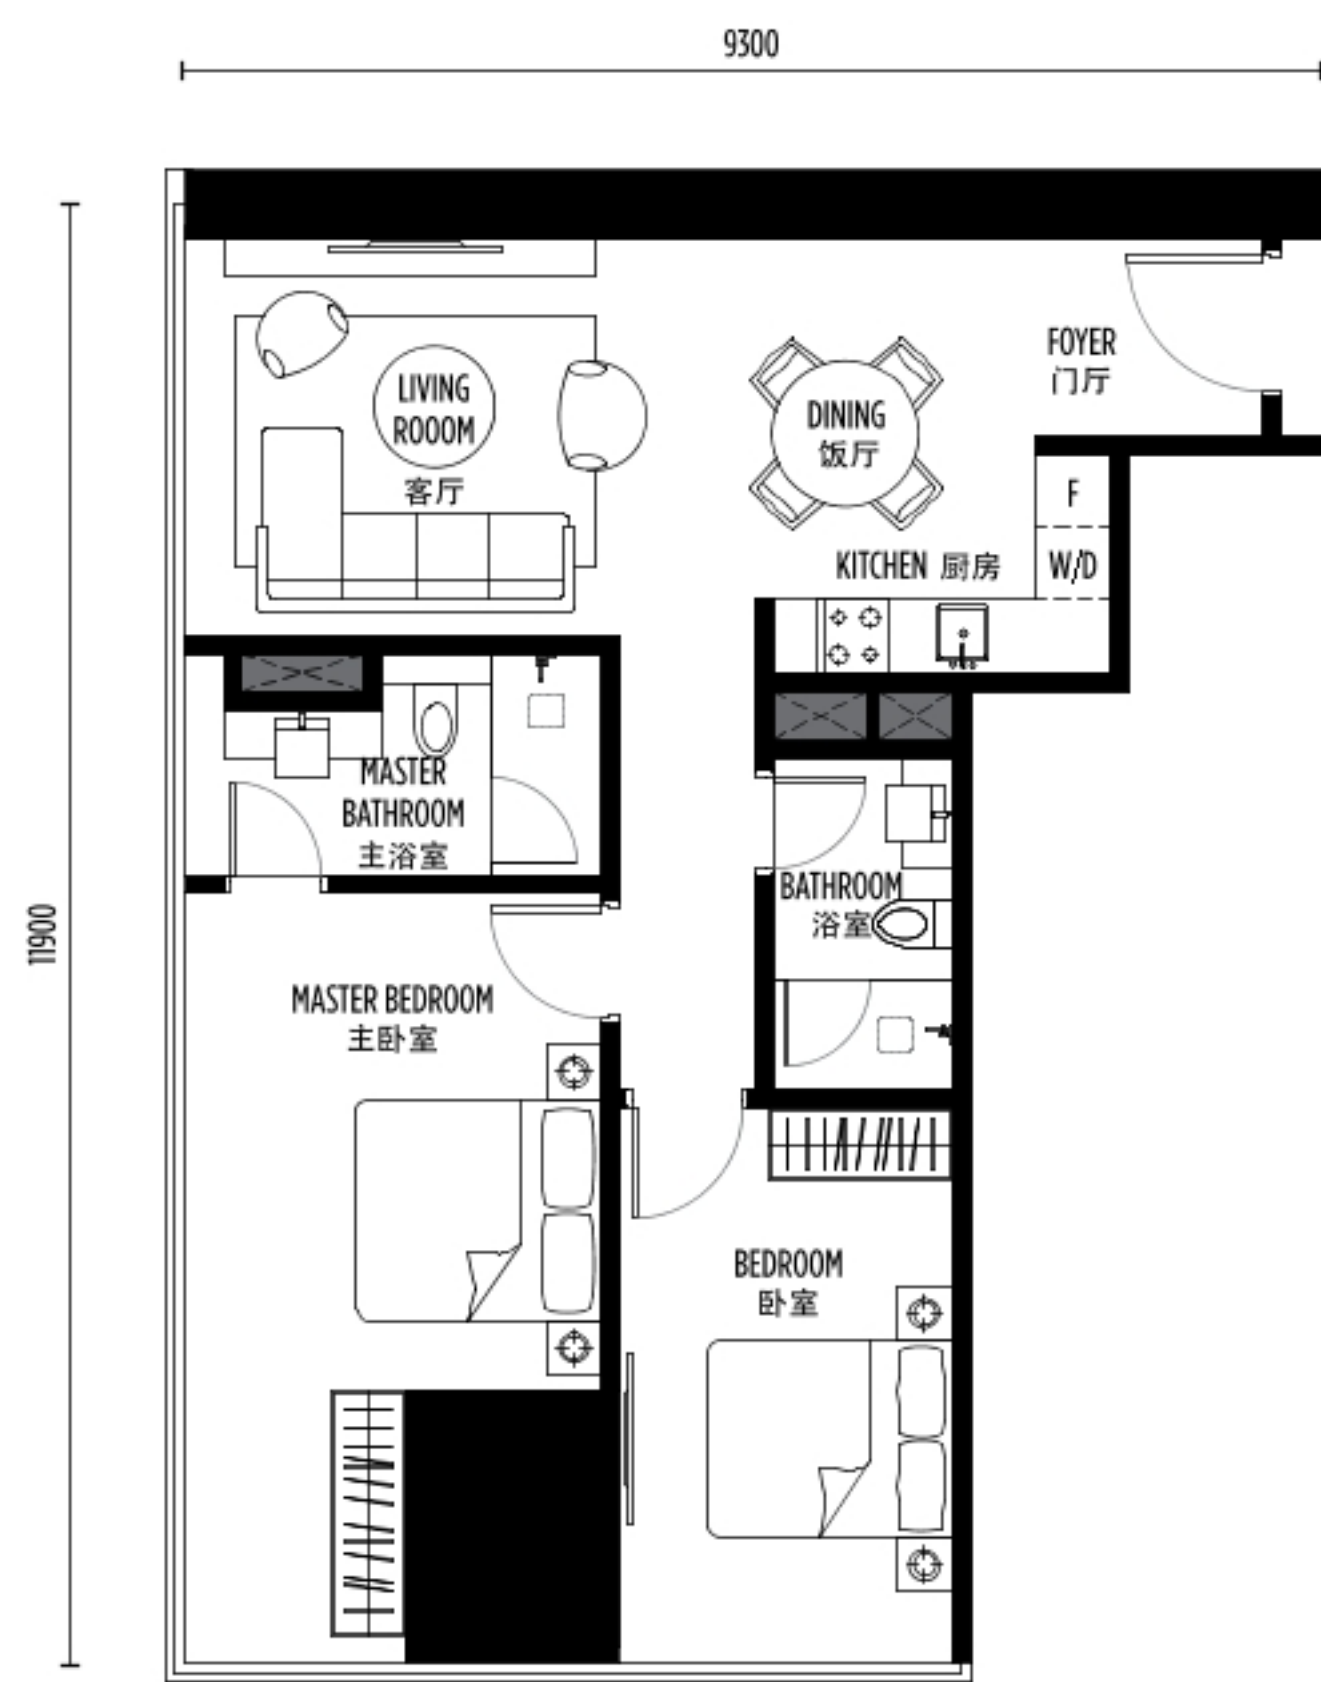 9300
FOYER
门厅
LIVING
ROOOM
客厅
DINING
饭厅
F
KITCHEN 厨房
W/D
MASTER
BATHROOM
主浴室
BATHROOM
浴室
11900
MASTER BEDROOM
主卧室
BEDROOM
卧室